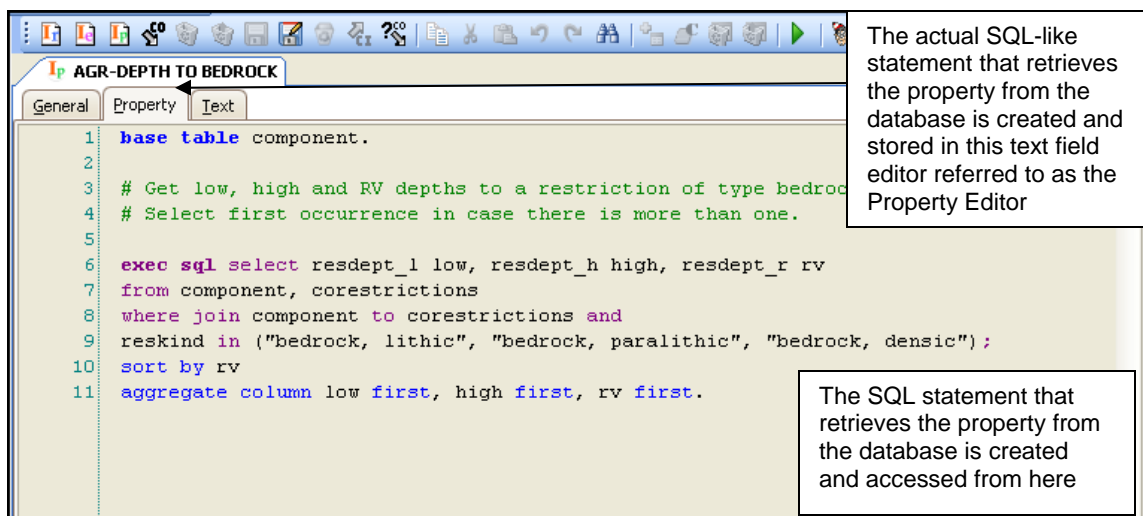 AGR-DEPTH TO BEDROCK
General Property Text
1 base table component.
2
3 # Get low, high and RV depths to a restriction of type bedroc
4 # Select first occurrence in case there is more than one.
5
6 exec sql select resdept_l low, resdept_h high, resdept_r rv
7 from component, corestrictions
8 where join component to corestrictions and
9 reskind in ("bedrock, lithic", "bedrock, paralithic", "bedrock, densic");
10 sort by rv
11 aggregate column low first, high first, rv first.
The actual SQL-like
statement that retrieves
the property from the
database is created and
stored in this text field
editor referred to as the
Property Editor
The SQL statement that
retrieves the property from
the database is created
and accessed from here